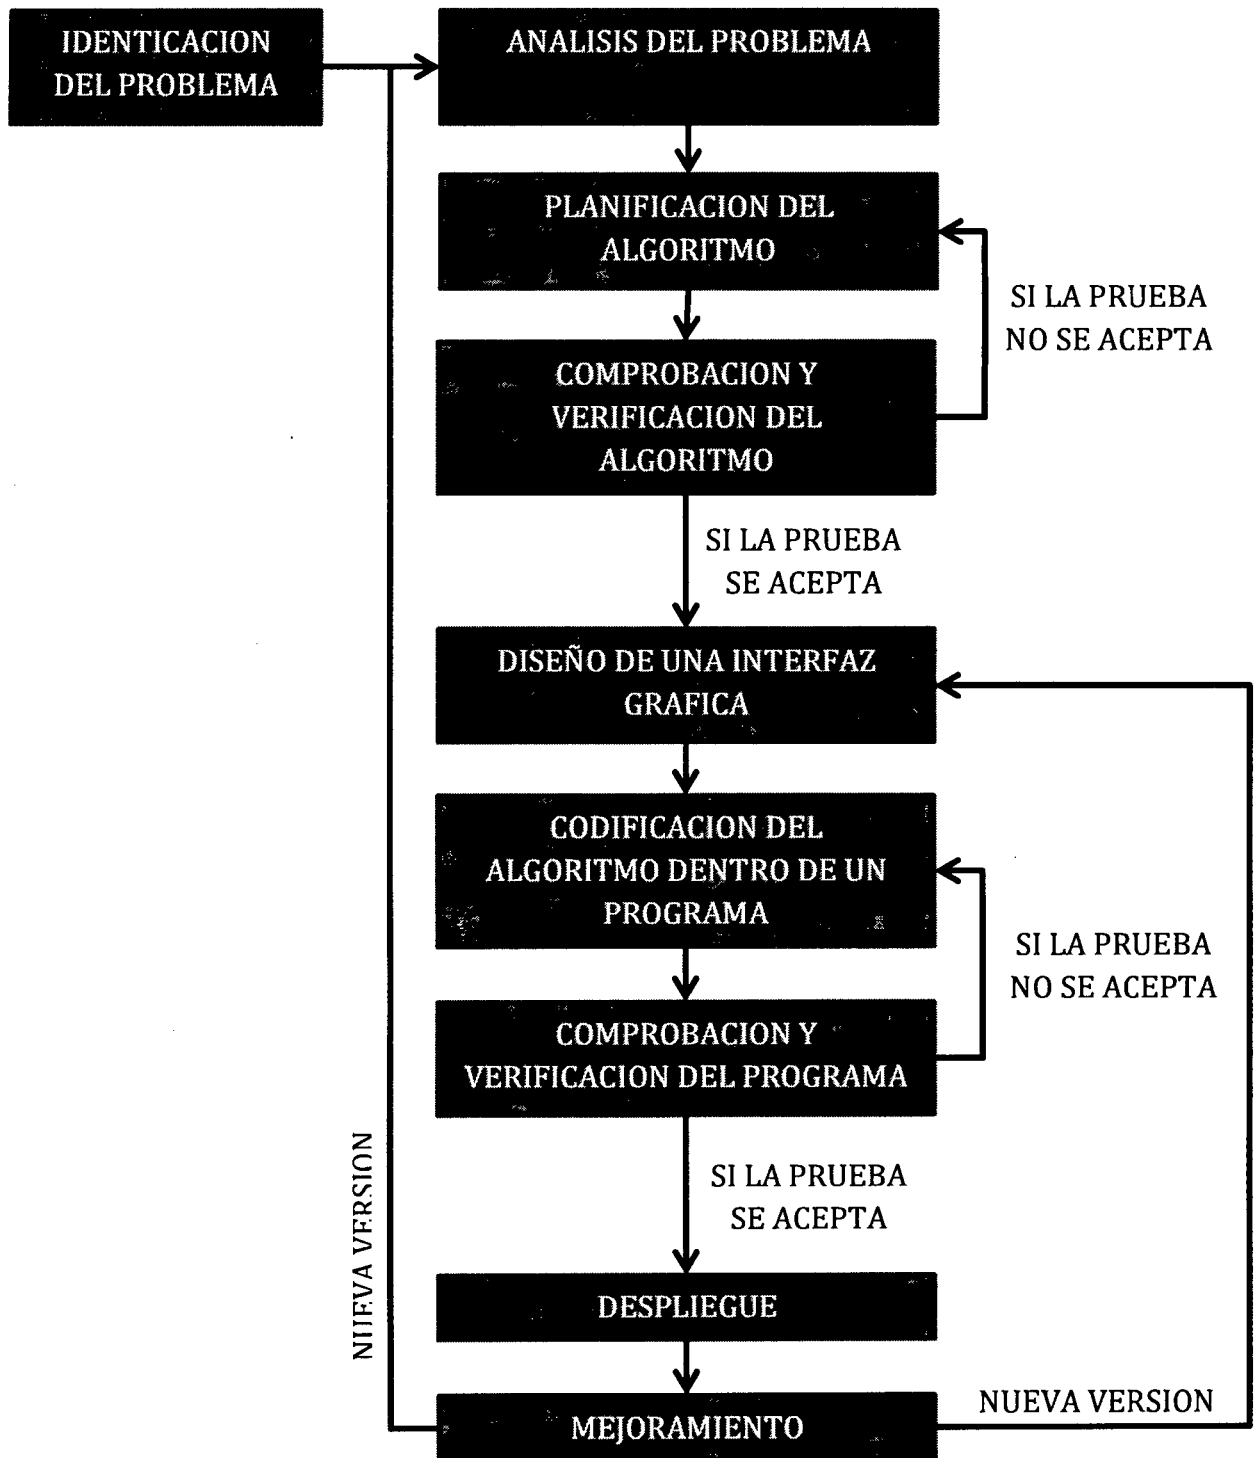 IDENTICACION
DEL PROBLEMA
ANALISIS DEL PROBLEMA
PLANIFICACION DEL
ALGORITMO
SI LA PRUEBA
NO SE ACEPTA
COMPROBACION Y
VERIFICACION DEL
ALGORITMO
SI LA PRUEBA
SE ACEPTA
DISEÑO DE UNA INTERFAZ
GRAFICA
CODIFICACION DEL
ALGORITMO DENTRO DE UN
PROGRAMA
SI LA PRUEBA
NO SE ACEPTA
COMPROBACION Y
VERIFICACION DEL PROGRAMA
SI LA PRUEBA
SE ACEPTA
NUEVA VERSION
DESPLIEGUE
MEJORAMIENTO
NUEVA VERSION